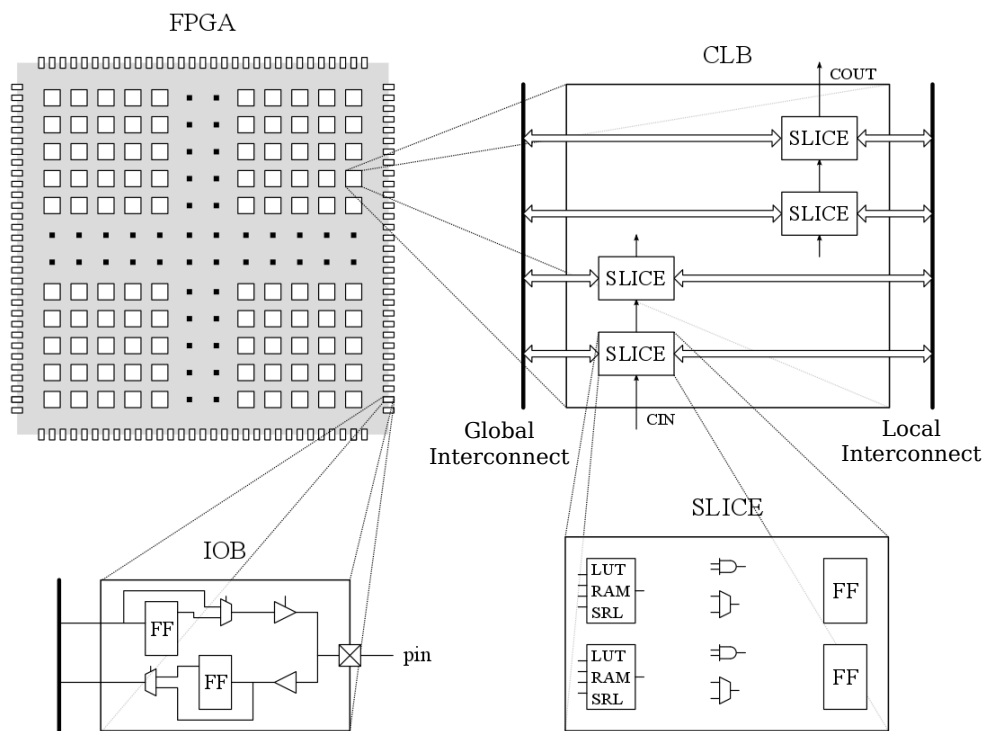 FPGA
CLB
COUT
SLICE
SLICE
SLICE
SLICE
CIN
Global
Interconnect
Local
Interconnect
IOB
FF
FF
pin
SLICE
LUT
RAM
SRL
FF
LUT
RAM
SRL
FF